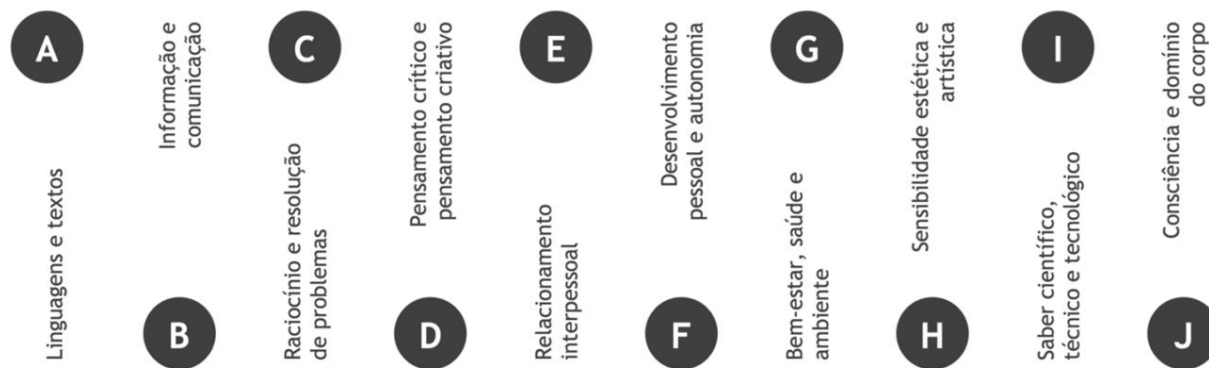 A
Linguagens e textos
B
Informação e
comunicação
C
Raciocínio e resolução
de problemas
D
Pensamento crítico e
pensamento criativo
E
Relacionamento
interpessoal
F
Desenvolvimento
pessoal e autonomia
G
Bem-estar, saúde e
ambiente
H
Sensibilidade estética e
artística
I
Saber científico,
técnico e tecnológico
J
Consciência e domínio
do corpo